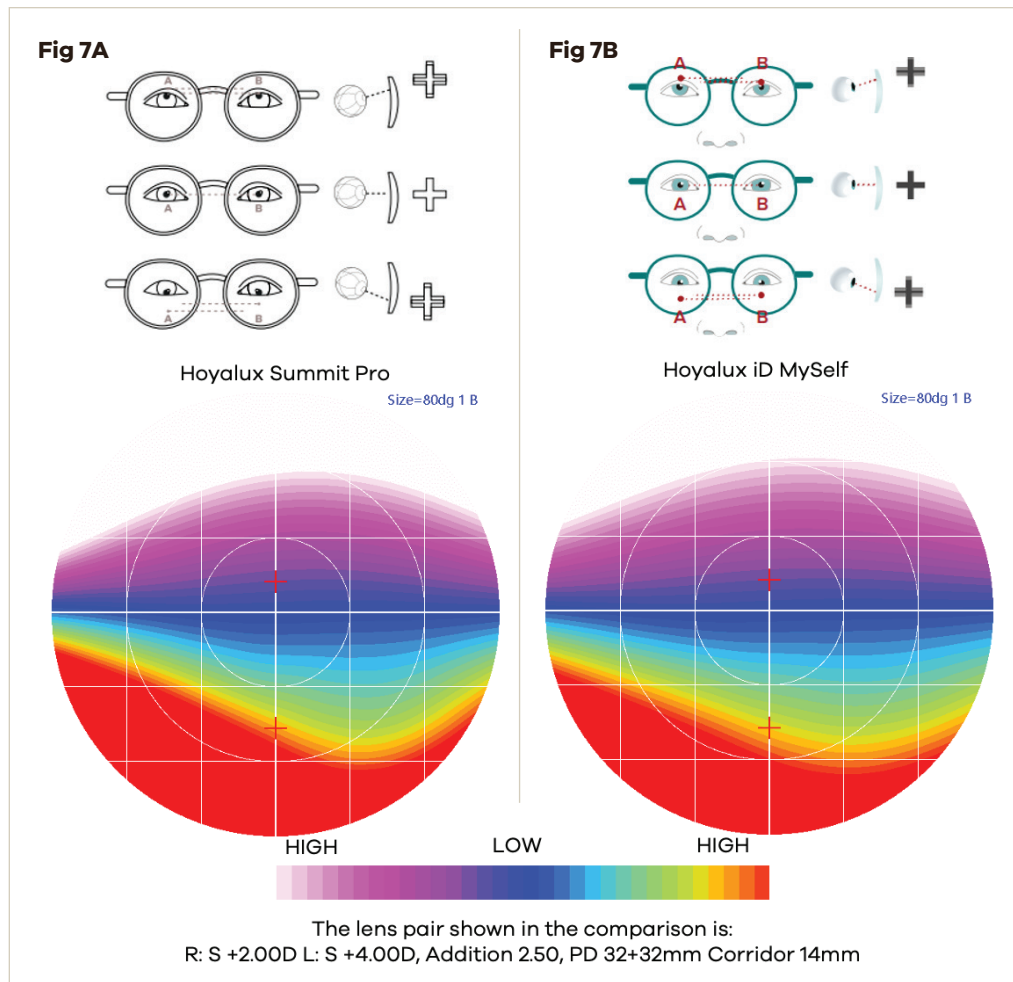 Fig 7A
A B
A B
A B
Hoyalux Summit Pro
Size=80dg 1 B
Fig 7B
A B
A B
A B
Hoyalux iD MySelf
Size=80dg 1 B
HIGH LOW HIGH
The lens pair shown in the comparison is:
R: S +2.00D L: S +4.00D, Addition 2.50, PD 32+32mm Corridor 14mm